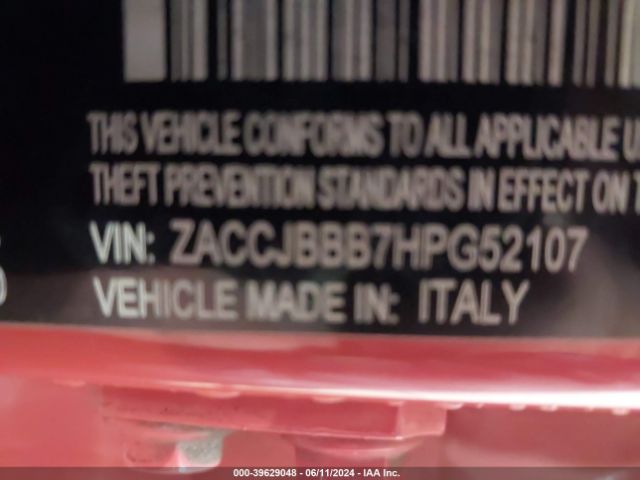 THIS VEHICLE CONFORMS TO ALL APPLICABLE U
THEFT PREVENTION STANDARDS IN EFFECT ON T
VIN: ZACCJBBB7HPG52107
VEHICLE MADE IN: ITALY
000-39629048 - 06/11/2024 - IAA Inc.